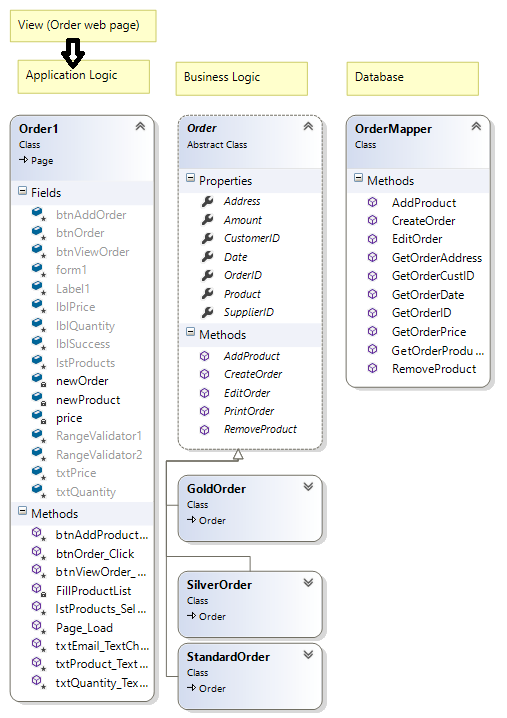 View (Order web page)
Application Logic
Business Logic
Database
Order1
Class
Page
Fields
btnAddOrder
btnOrder
btnViewOrder
form1
Label1
lblPrice
lblQuantity
lblSuccess
lstProducts
newOrder
newProduct
price
RangeValidator1
RangeValidator2
txtPrice
txtQuantity
Methods
btnAddProduct...
btnOrder_Click
btnViewOrder_...
FillProductList
lstProducts_Sel...
Page_Load
txtEmail_TextCh...
txtProduct_Text...
txtQuantity_Tex...
Order
Abstract Class
Properties
Address
Amount
CustomerID
Date
OrderID
Product
SupplierID
Methods
AddProduct
CreateOrder
EditOrder
PrintOrder
RemoveProduct
GoldOrder
Class
Order
SilverOrder
Class
Order
StandardOrder
Class
Order
OrderMapper
Class
Methods
AddProduct
CreateOrder
EditOrder
GetOrderAddress
GetOrderCustID
GetOrderDate
GetOrderID
GetOrderPrice
GetOrderProdu...
RemoveProduct